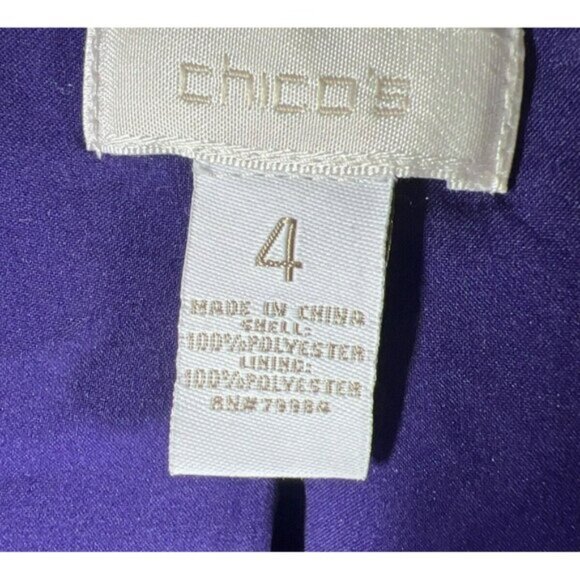 chico's
4
MADE IN CHINA
SHELL:
100%POLYESTER
LINING:
100%POLYESTER
RN#79984